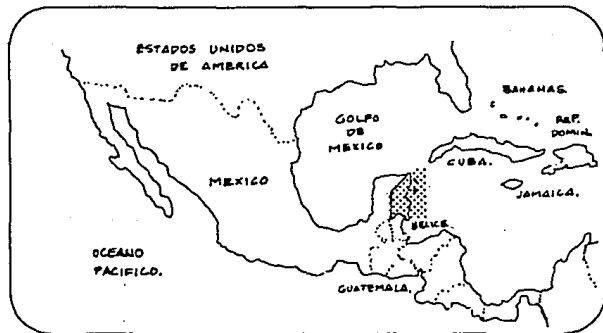 ESTADOS UNIDOS
DE AMERICA
BAHAMAS.
GOLFO
DE
MEXICO
REP.
DOMIN.
CUBA.
MEXICO
JAMAICA.
BELICE
OCEANO
PACIFICO.
GUATEMALA.